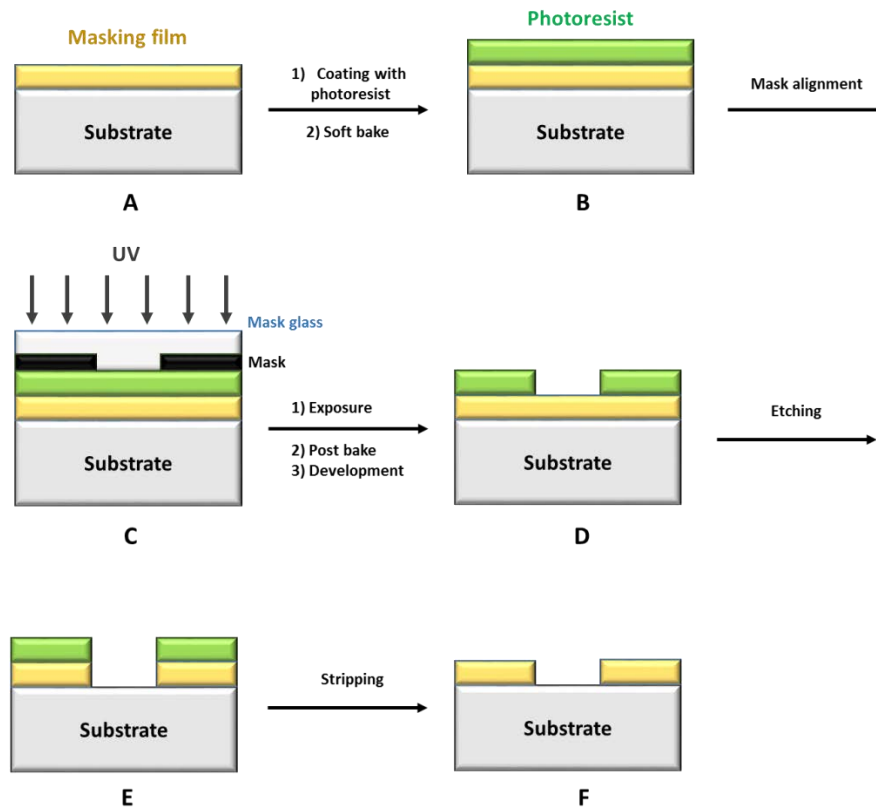 Masking film
Substrate
A
1) Coating with
photoresist
2) Soft bake
Photoresist
Substrate
B
Mask alignment
UV
Mask glass
Mask
Substrate
C
1) Exposure
2) Post bake
3) Development
Substrate
D
Etching
Substrate
E
Stripping
Substrate
F